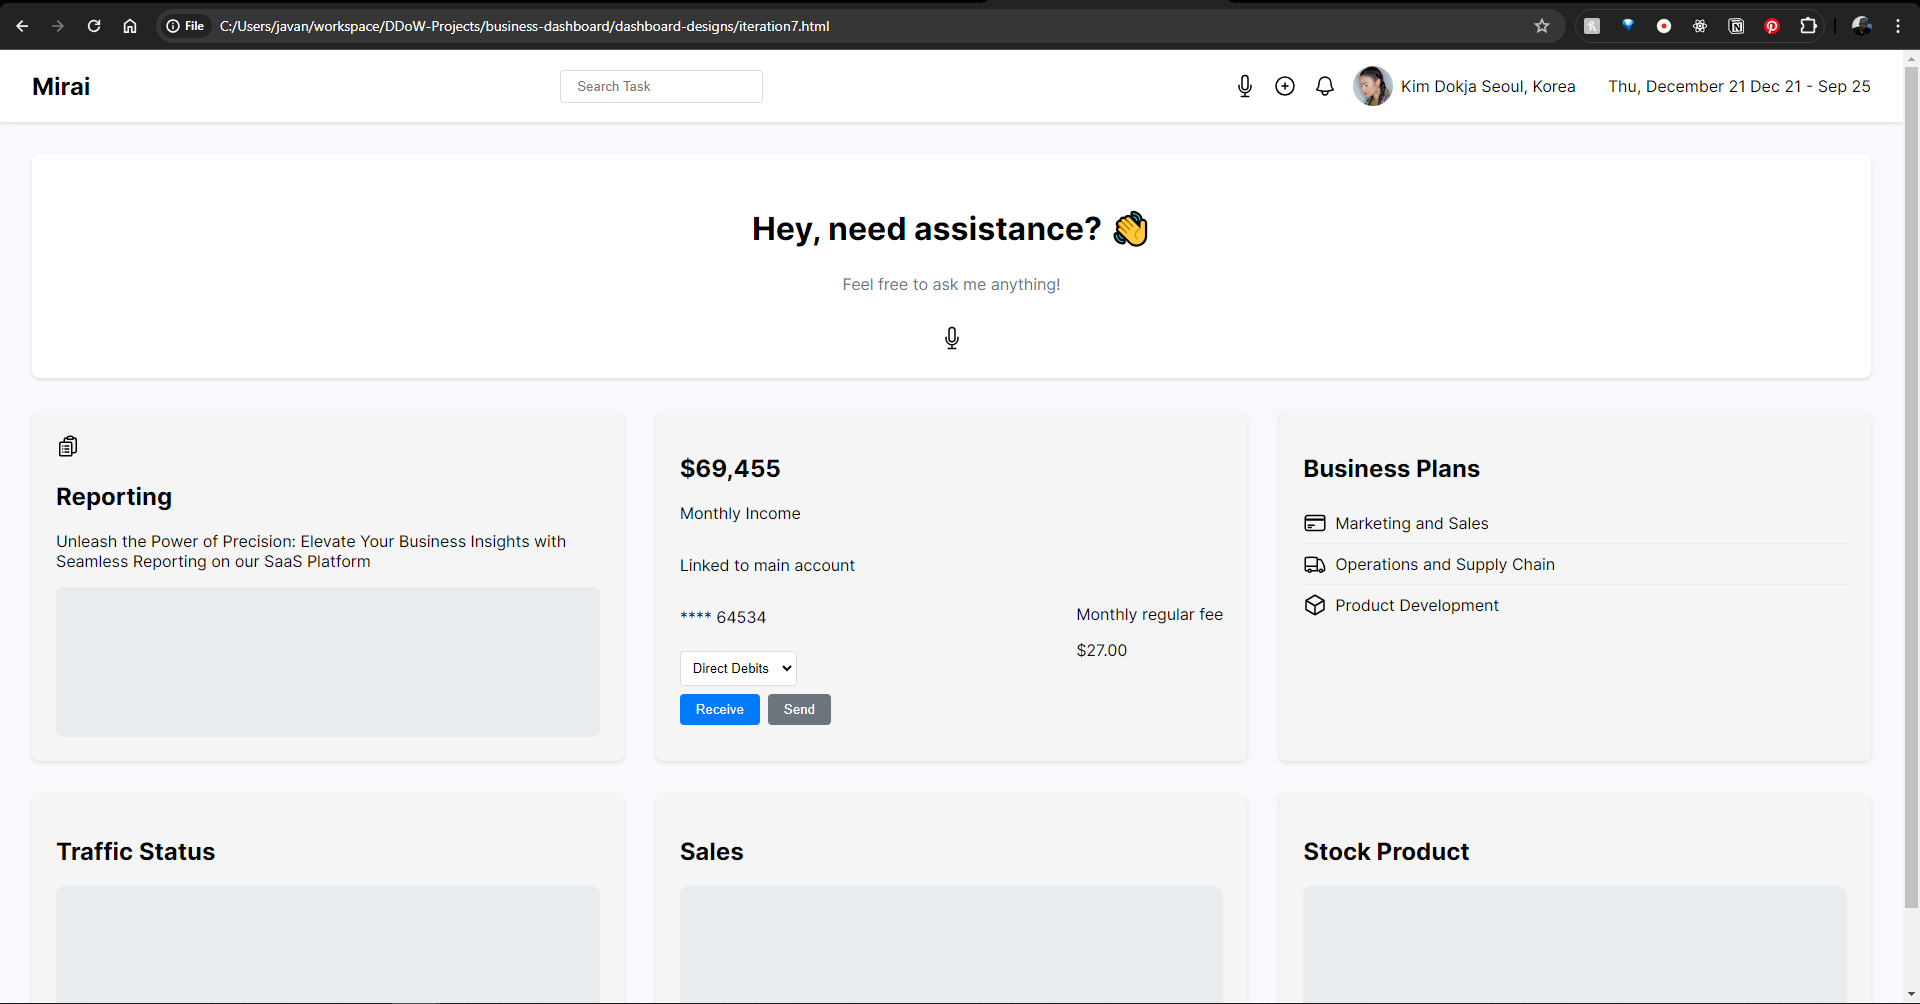 File C:/Users/javan/workspace/DDoW-Projects/business-dashboard/dashboard-designs/iteration7.html
Mirai
Search Task
Kim Dokja Seoul, Korea
Thu, December 21 Dec 21 - Sep 25
Hey, need assistance? 👋
Feel free to ask me anything!
Reporting
Unleash the Power of Precision: Elevate Your Business Insights with
Seamless Reporting on our SaaS Platform
$69,455
Monthly Income
Linked to main account
**** 64534
Direct Debits
Receive Send
Monthly regular fee
$27.00
Business Plans
Marketing and Sales
Operations and Supply Chain
Product Development
Traffic Status
Sales
Stock Product